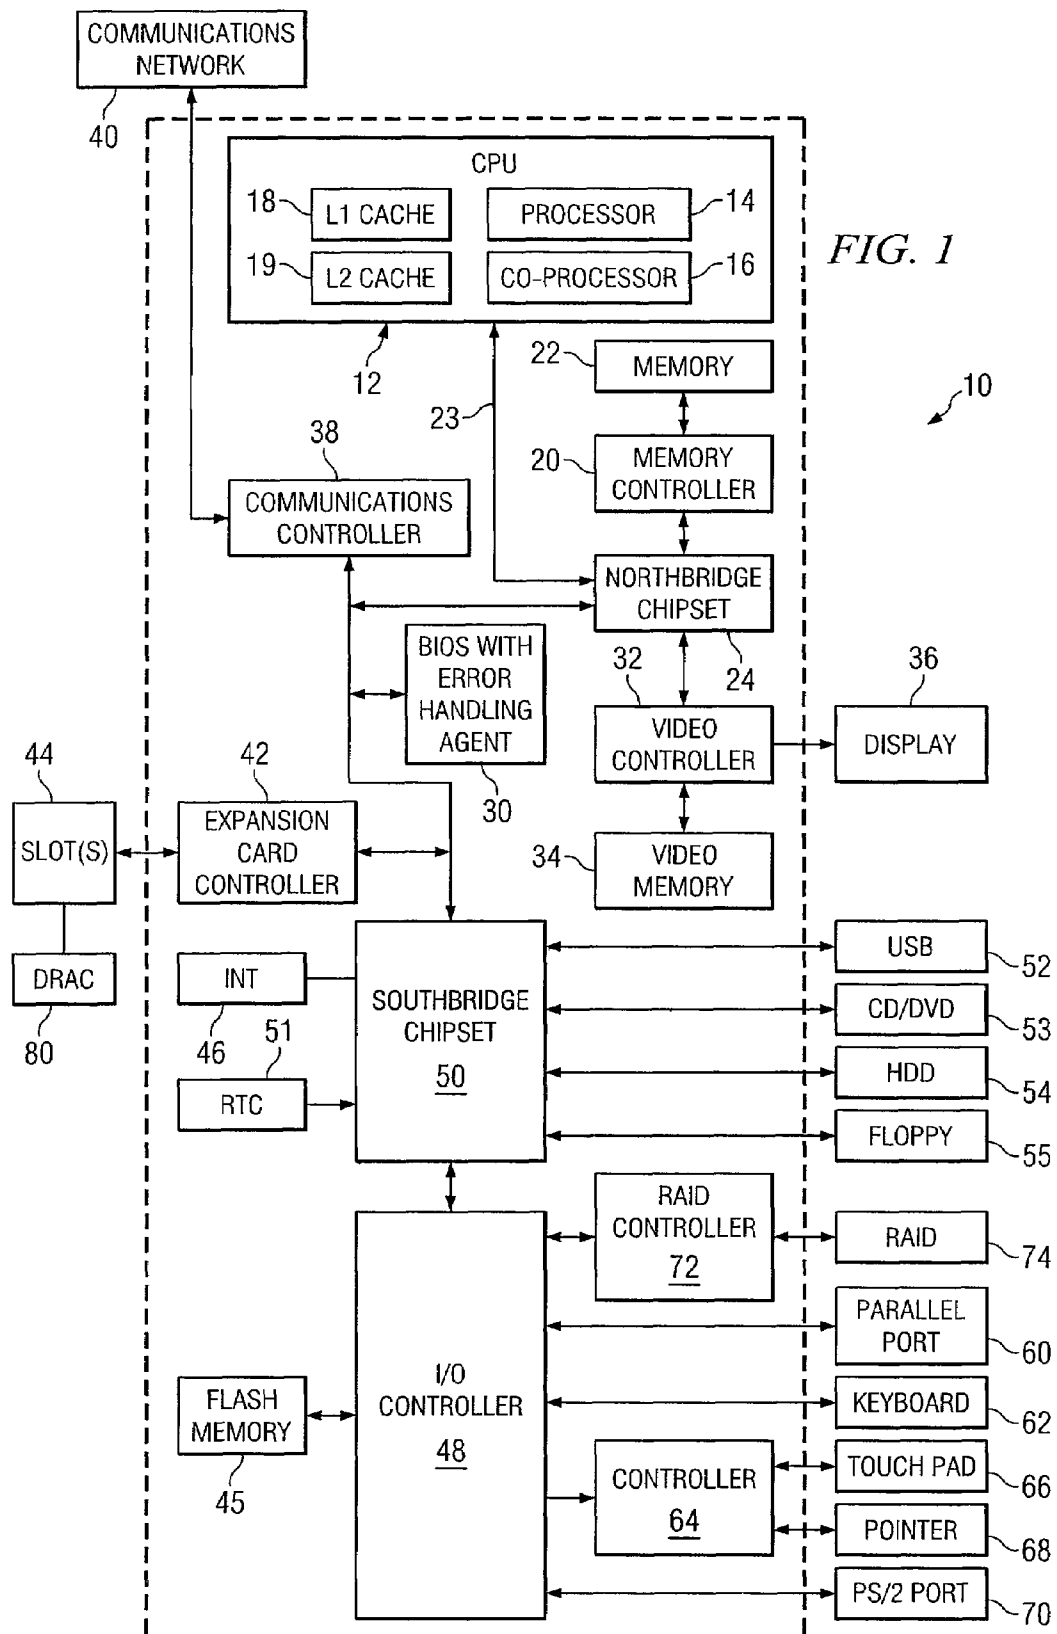 COMMUNICATIONS
NETWORK
40
CPU
18
L1 CACHE
PROCESSOR
14
19
L2 CACHE
CO-PROCESSOR
16
FIG. 1
12
23
22
MEMORY
10
38
20
MEMORY
CONTROLLER
COMMUNICATIONS
CONTROLLER
NORTHBRIDGE
CHIPSET
24
BIOS WITH
ERROR
HANDLING
AGENT
30
32
VIDEO
CONTROLLER
36
DISPLAY
44
SLOT(S)
42
EXPANSION
CARD
CONTROLLER
34
VIDEO
MEMORY
DRAC
80
INT
46
51
RTC
SOUTHBRIDGE
CHIPSET
50
USB
52
CD/DVD
53
HDD
54
FLOPPY
55
RAID
CONTROLLER
72
RAID
74
PARALLEL
PORT
60
I/O
CONTROLLER
48
FLASH
MEMORY
45
KEYBOARD
62
CONTROLLER
64
TOUCH PAD
66
POINTER
68
PS/2 PORT
70